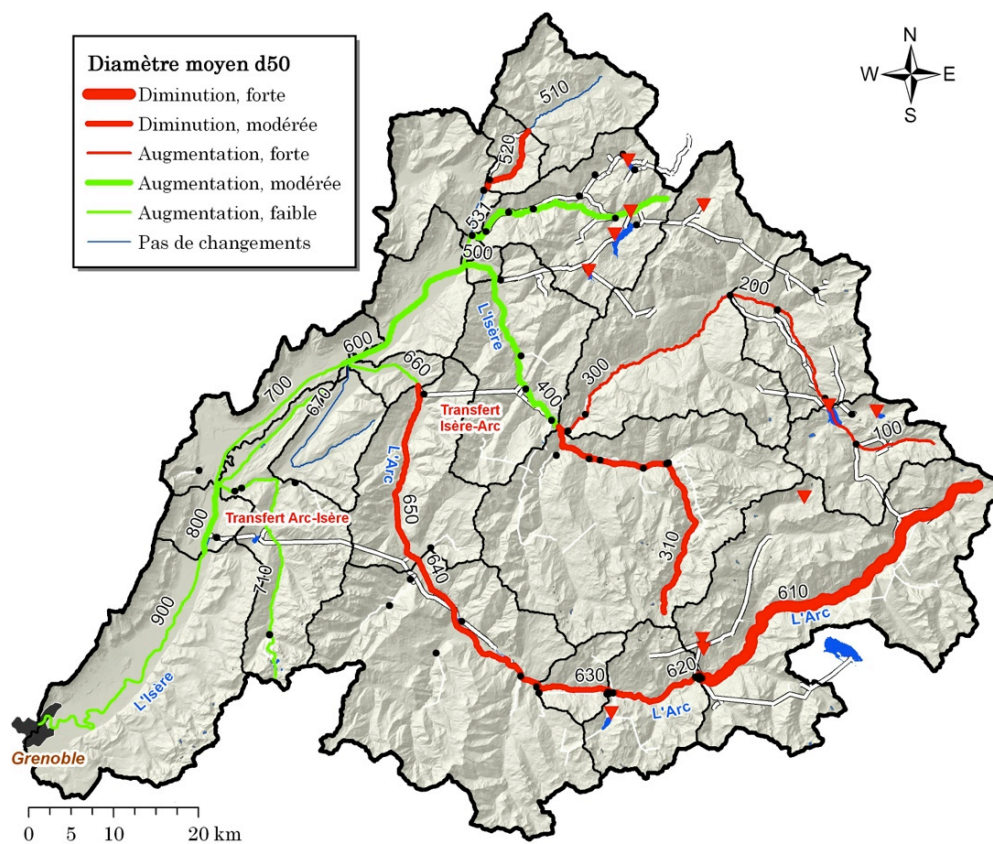 Diamètre moyen d50
Diminution, forte
Diminution, modérée
Augmentation, forte
Augmentation, modérée
Augmentation, faible
Pas de changements
N
W E
S
510
520
531
500
200
L'Isère
600
660
300
400
700
670
Transfert
Isère-Arc
100
L'Arc
800
Transfert Arc-Isère
650
310
640
710
610
L'Arc
900
620
630
L'Isère
L'Arc
Grenoble
0 5 10 20 km